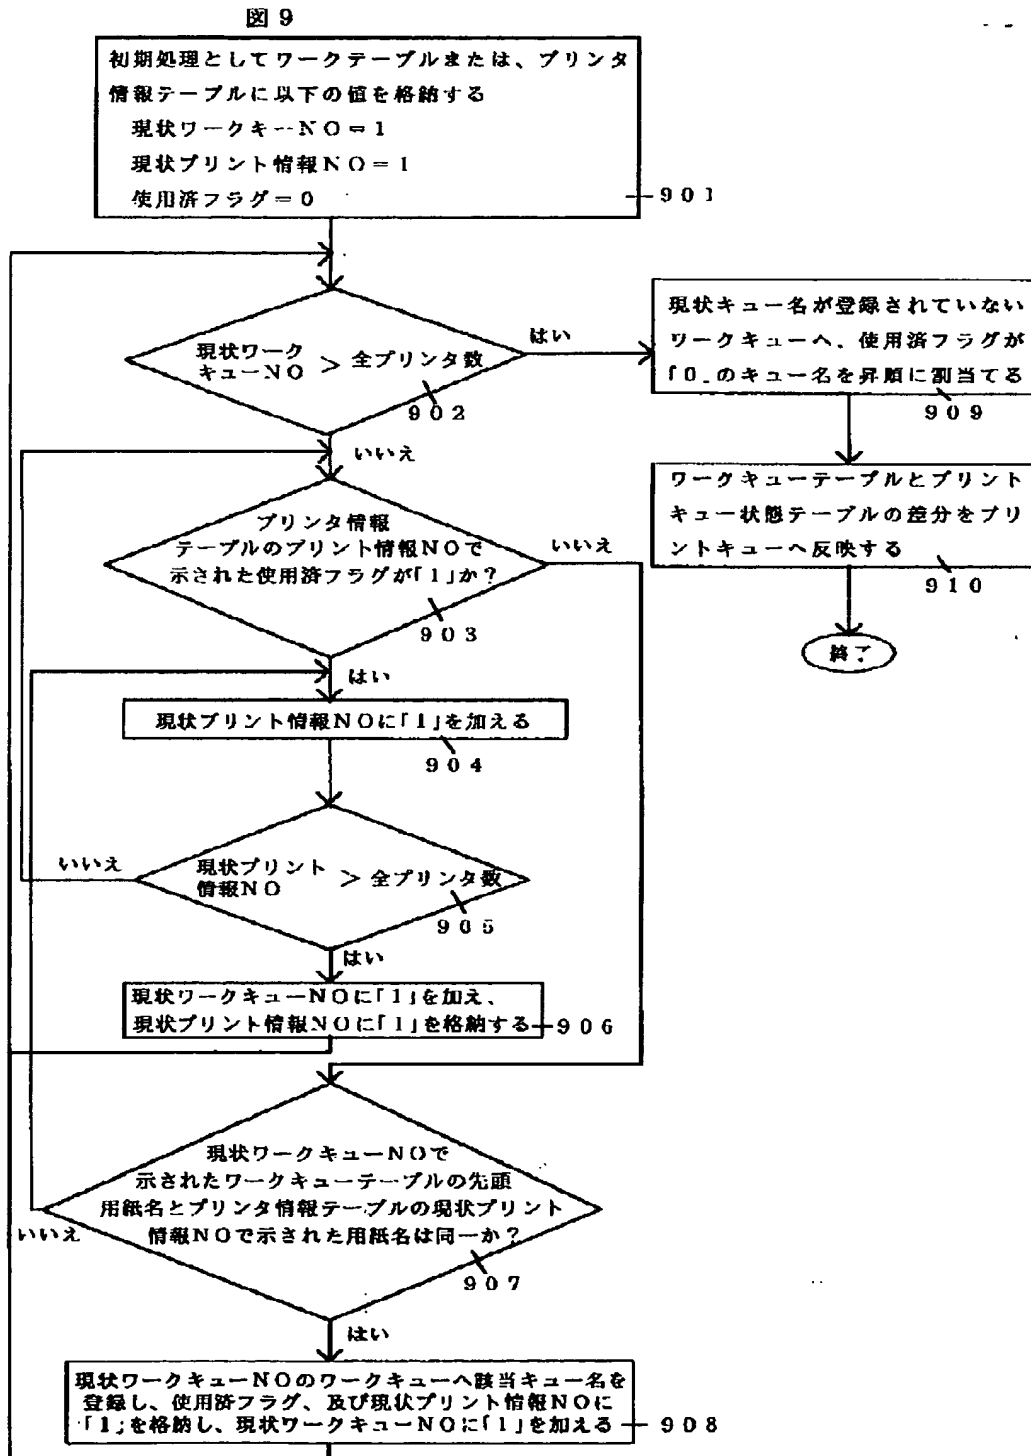 図9
初期処理としてワークテーブルまたは、プリンタ
情報テーブルに以下の値を格納する
現状ワークキーNO=1
現状プリント情報NO=1
使用済フラグ=0
901
現状ワーク
キューNO > 全プリンタ数
902
はい
いいえ
現状キュー名が登録されていない
ワークキューへ、使用済フラグが
「0」のキュー名を昇順に割当てる
909
ワークキューテーブルとプリント
キュー状態テーブルの差分をプリ
ントキューへ反映する
910
終了
プリンタ情報
テーブルのプリント情報NOで
示された使用済フラグが「1」か?
903
いいえ
はい
現状プリント情報NOに「1」を加える
904
現状プリント
情報NO > 全プリンタ数
905
いいえ
はい
現状ワークキューNOに「1」を加え、
現状プリント情報NOに「1」を格納する
906
現状ワークキューNOで
示されたワークキューテーブルの先頭
用紙名とプリンタ情報テーブルの現状プリント
情報NOで示された用紙名は同一か?
907
いいえ
はい
現状ワークキューNOのワークキューへ該当キュー名を
登録し、使用済フラグ、及び現状プリント情報NOに
「1」を格納し、現状ワークキューNOに「1」を加える
908